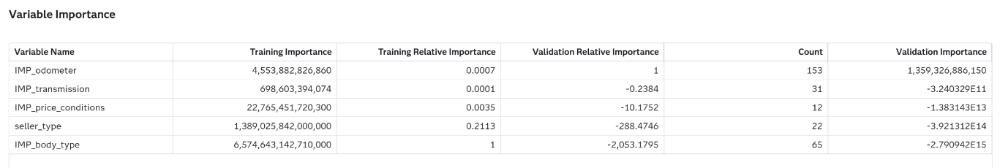 Variable Importance
Variable Name Training Importance Training Relative Importance Validation Relative Importance Count Validation Importance
IMP_odometer 4,553,882,826,860 0.0007 1 153 1,359,326,886,150
IMP_transmission 698,603,394,074 0.0001 -0.2384 31 -3.240329E11
IMP_price_conditions 22,765,451,720,300 0.0035 -10.1752 12 -1.383143E13
seller_type 1,389,025,842,000,000 0.2113 -288.4746 22 -3.921312E14
IMP_body_type 6,574,643,142,710,000 1 -2,053.1795 65 -2.790942E15